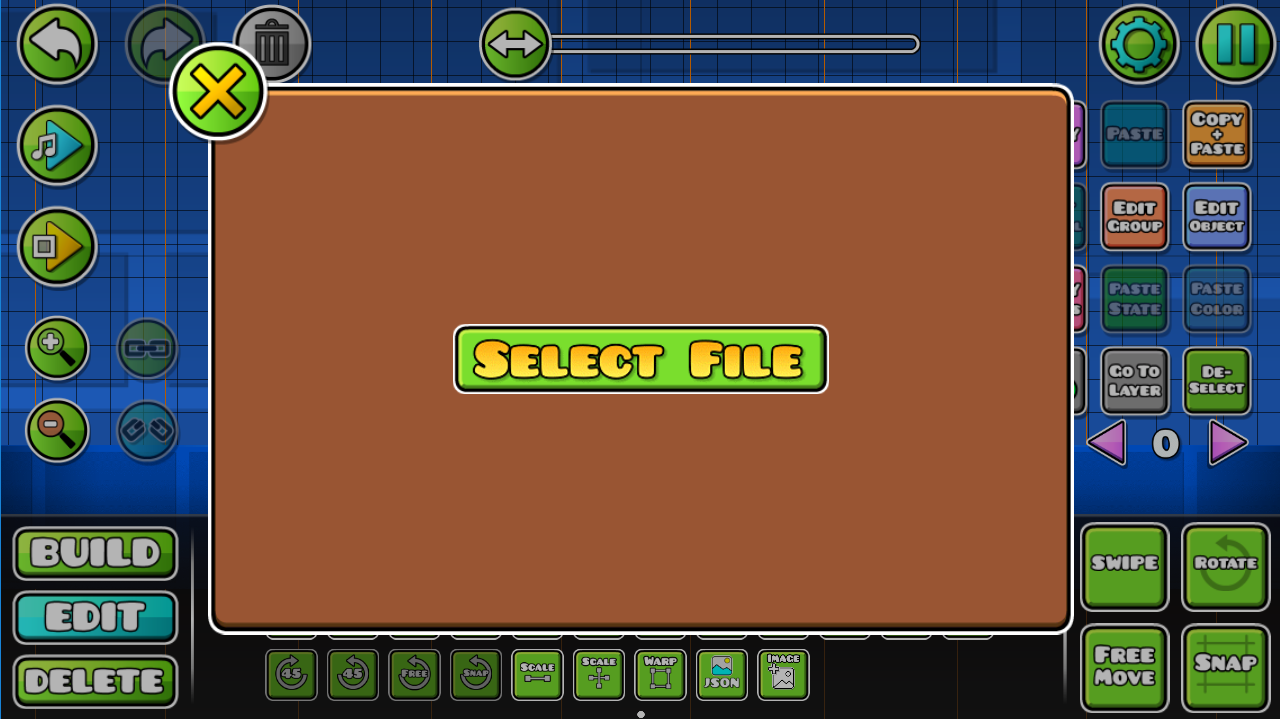 PASTE
COPY
+
PASTE
EDIT
GROUP
EDIT
OBJECT
PASTE
STATE
PASTE
COLOR
GO TO
LAYER
DE-
SELECT
0
SELECT FILE
BUILD
EDIT
DELETE
45
45
FREE
SNAP
SCALE
SCALE
WARP
JSON
IMAGE
SWIPE
ROTATE
FREE
MOVE
SNAP